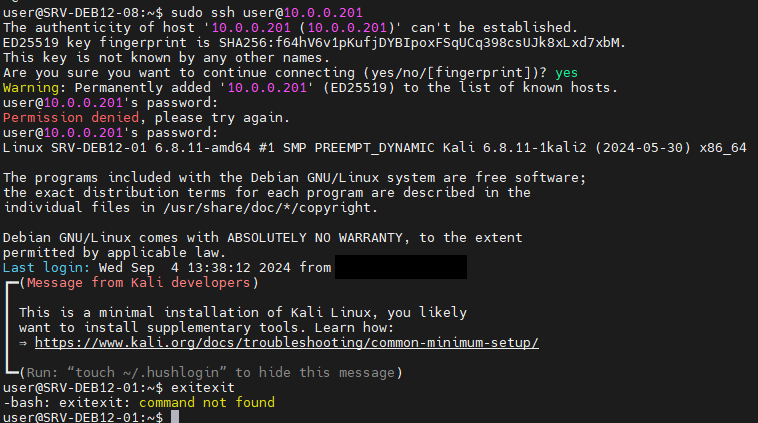 user@SRV-DEB12-08:~$ sudo ssh user@10.0.0.201
The authenticity of host '10.0.0.201 (10.0.0.201)' can't be established.
ED25519 key fingerprint is SHA256:f64hV6v1pKufjDYBIpoxFSqUCq398csUJk8xLxd7xbM.
This key is not known by any other names.
Are you sure you want to continue connecting (yes/no/[fingerprint])? yes
Warning: Permanently added '10.0.0.201' (ED25519) to the list of known hosts.
user@10.0.0.201's password:
Permission denied, please try again.
user@10.0.0.201's password:
Linux SRV-DEB12-01 6.8.11-amd64 #1 SMP PREEMPT_DYNAMIC Kali 6.8.11-1kali2 (2024-05-30) x86_64
The programs included with the Debian GNU/Linux system are free software;
the exact distribution terms for each program are described in the
individual files in /usr/share/doc/*/copyright.
Debian GNU/Linux comes with ABSOLUTELY NO WARRANTY, to the extent
permitted by applicable law.
Last login: Wed Sep  4 13:38:12 2024 from
(Message from Kali developers)
This is a minimal installation of Kali Linux, you likely
want to install supplementary tools. Learn how:
⇒ https://www.kali.org/docs/troubleshooting/common-minimum-setup/
(Run: “touch ~/.hushlogin” to hide this message)
user@SRV-DEB12-01:~$ exitexit
-bash: exitexit: command not found
user@SRV-DEB12-01:~$